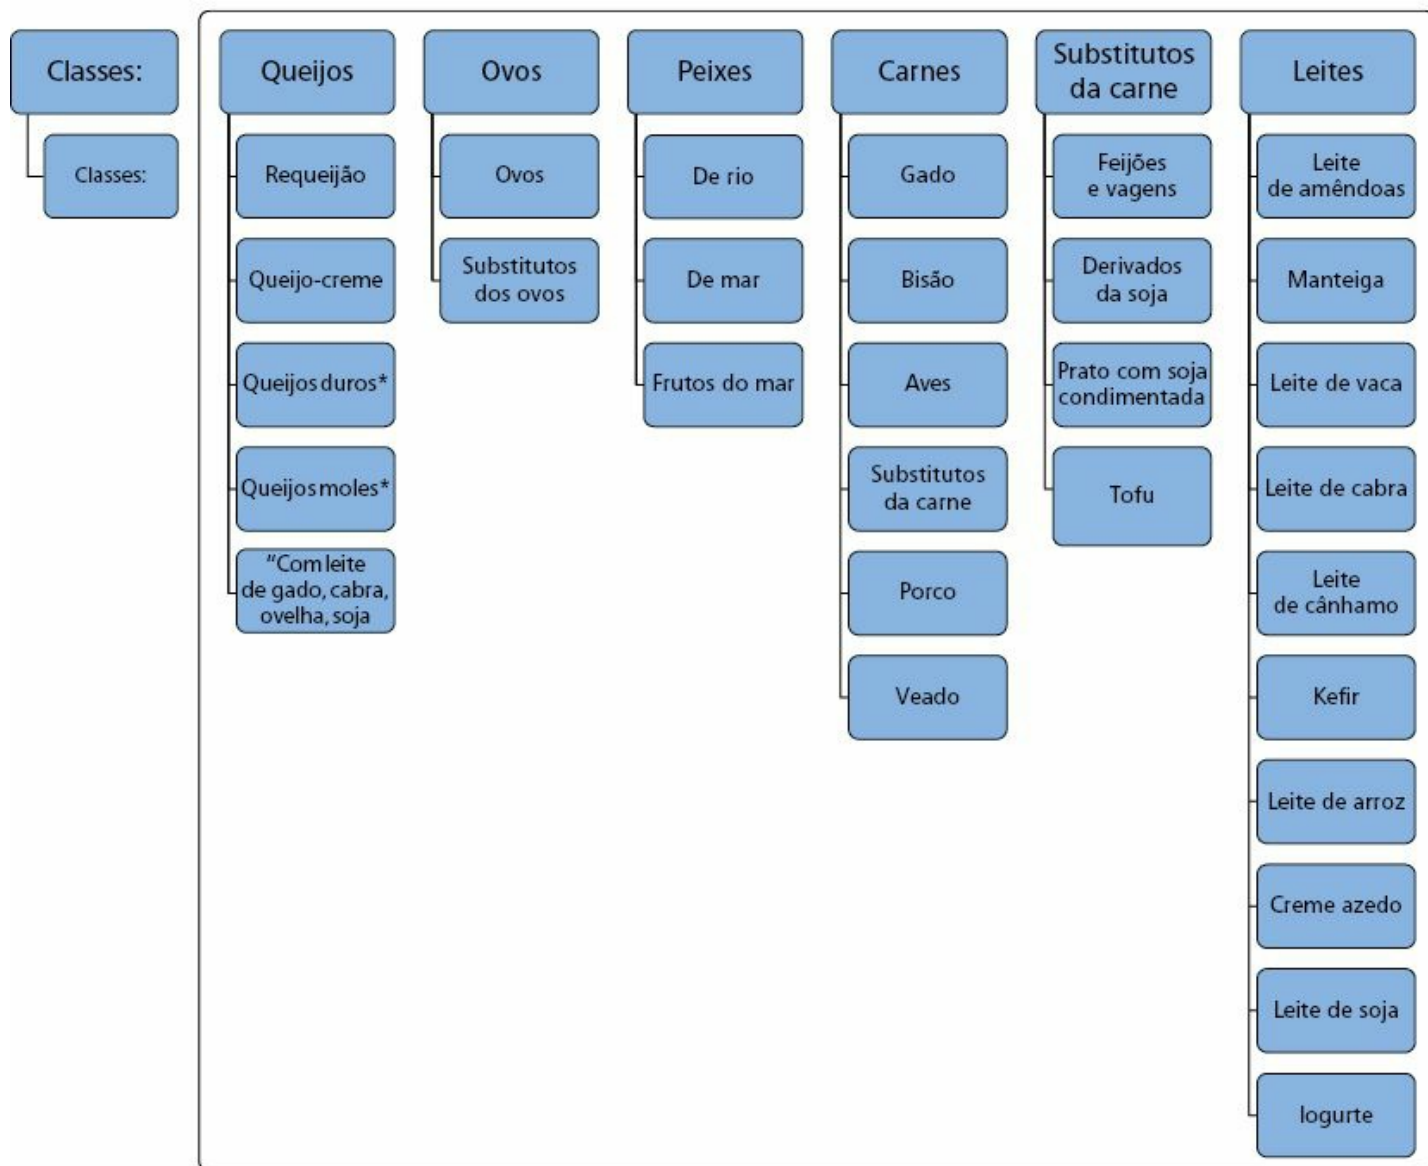 Classes:
Classes:
Queijos
Requeijão
Queijo-creme
Queijos duros*
Queijos moles*
"Com leite
de gado, cabra,
ovelha, soja
Ovos
Ovos
Substitutos
dos ovos
Peixes
De rio
De mar
Frutos do mar
Carnes
Gado
Bisão
Aves
Substitutos
da carne
Porco
Veado
Substitutos
da carne
Feijões
e vagens
Derivados
da soja
Prato com soja
condimentada
Tofu
Leites
Leite
de amêndoas
Manteiga
Leite de vaca
Leite de cabra
Leite
de cânhamo
Kefir
Leite de arroz
Creme azedo
Leite de soja
Iogurte